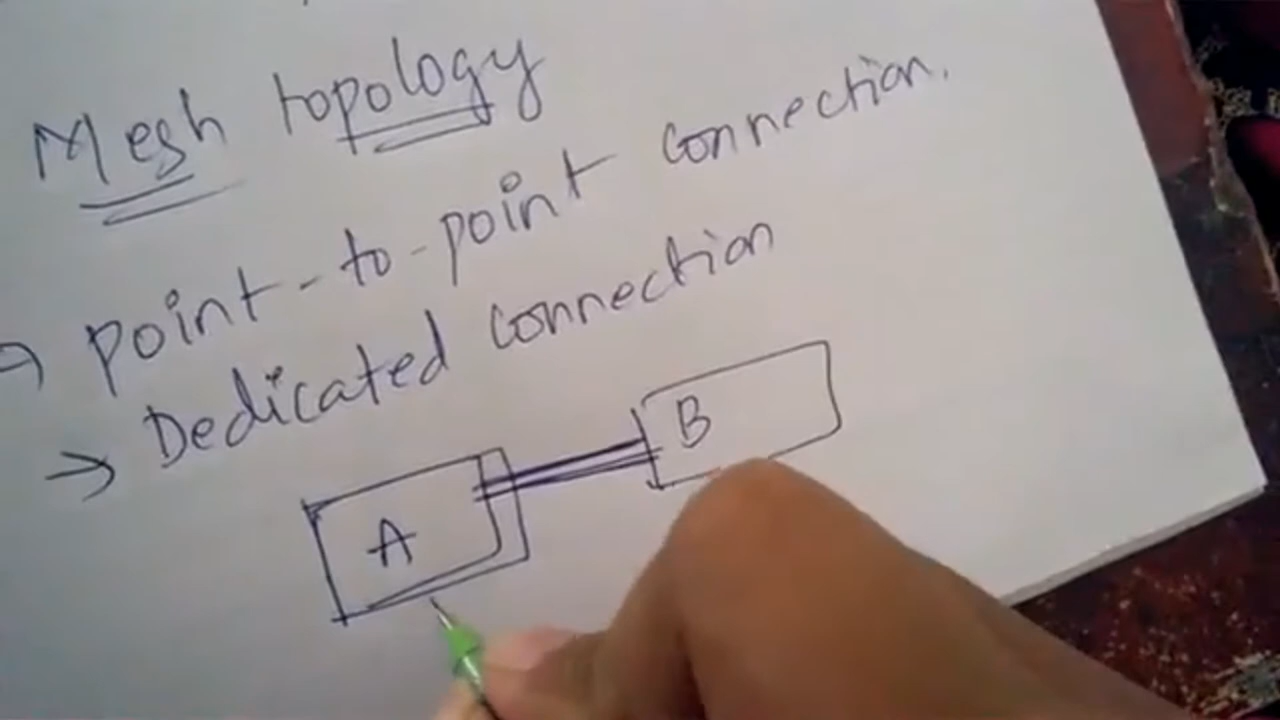 Mesh topology
→ point-to-point connection.
→ Dedicated connection
A
B